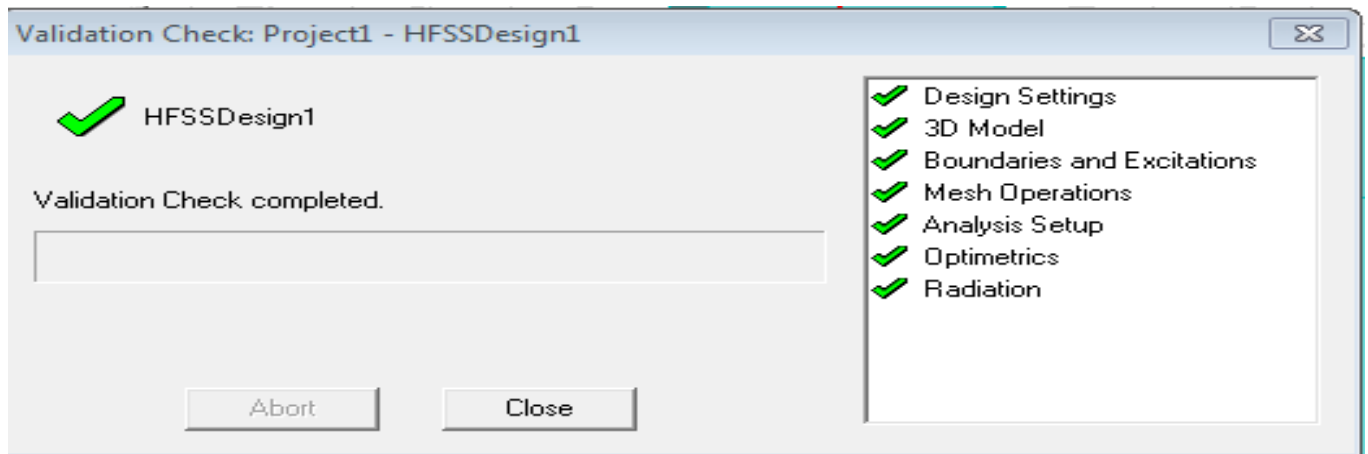 Validation Check: Project1 - HFSSDesign1
HFSSDesign1
Validation Check completed.
Abort
Close
Design Settings
3D Model
Boundaries and Excitations
Mesh Operations
Analysis Setup
Optimetrics
Radiation